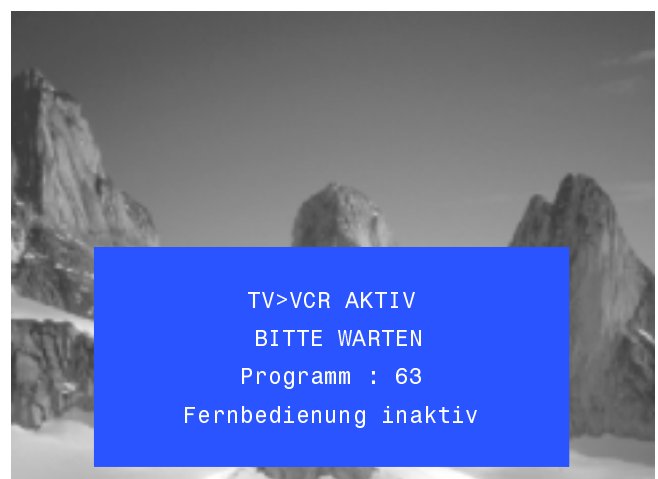 TV>VCR AKTIV
BITTE WARTEN
Programm : 63
Fernbedienung inaktiv